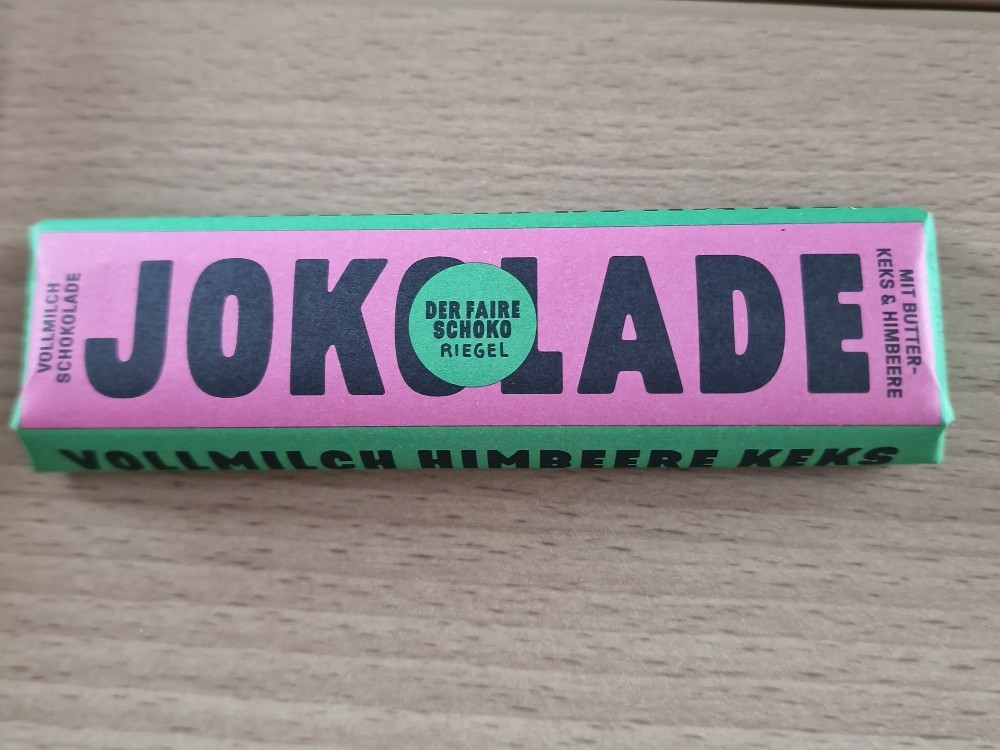 VOLLMILCH
SCHOKOLADE
JOKOLADE
DER FAIRE
SCHOKO
RIEGEL
MIT BUTTER-
KEKS & HIMBEERE
VOLLMILCH HIMBEERE KEKS